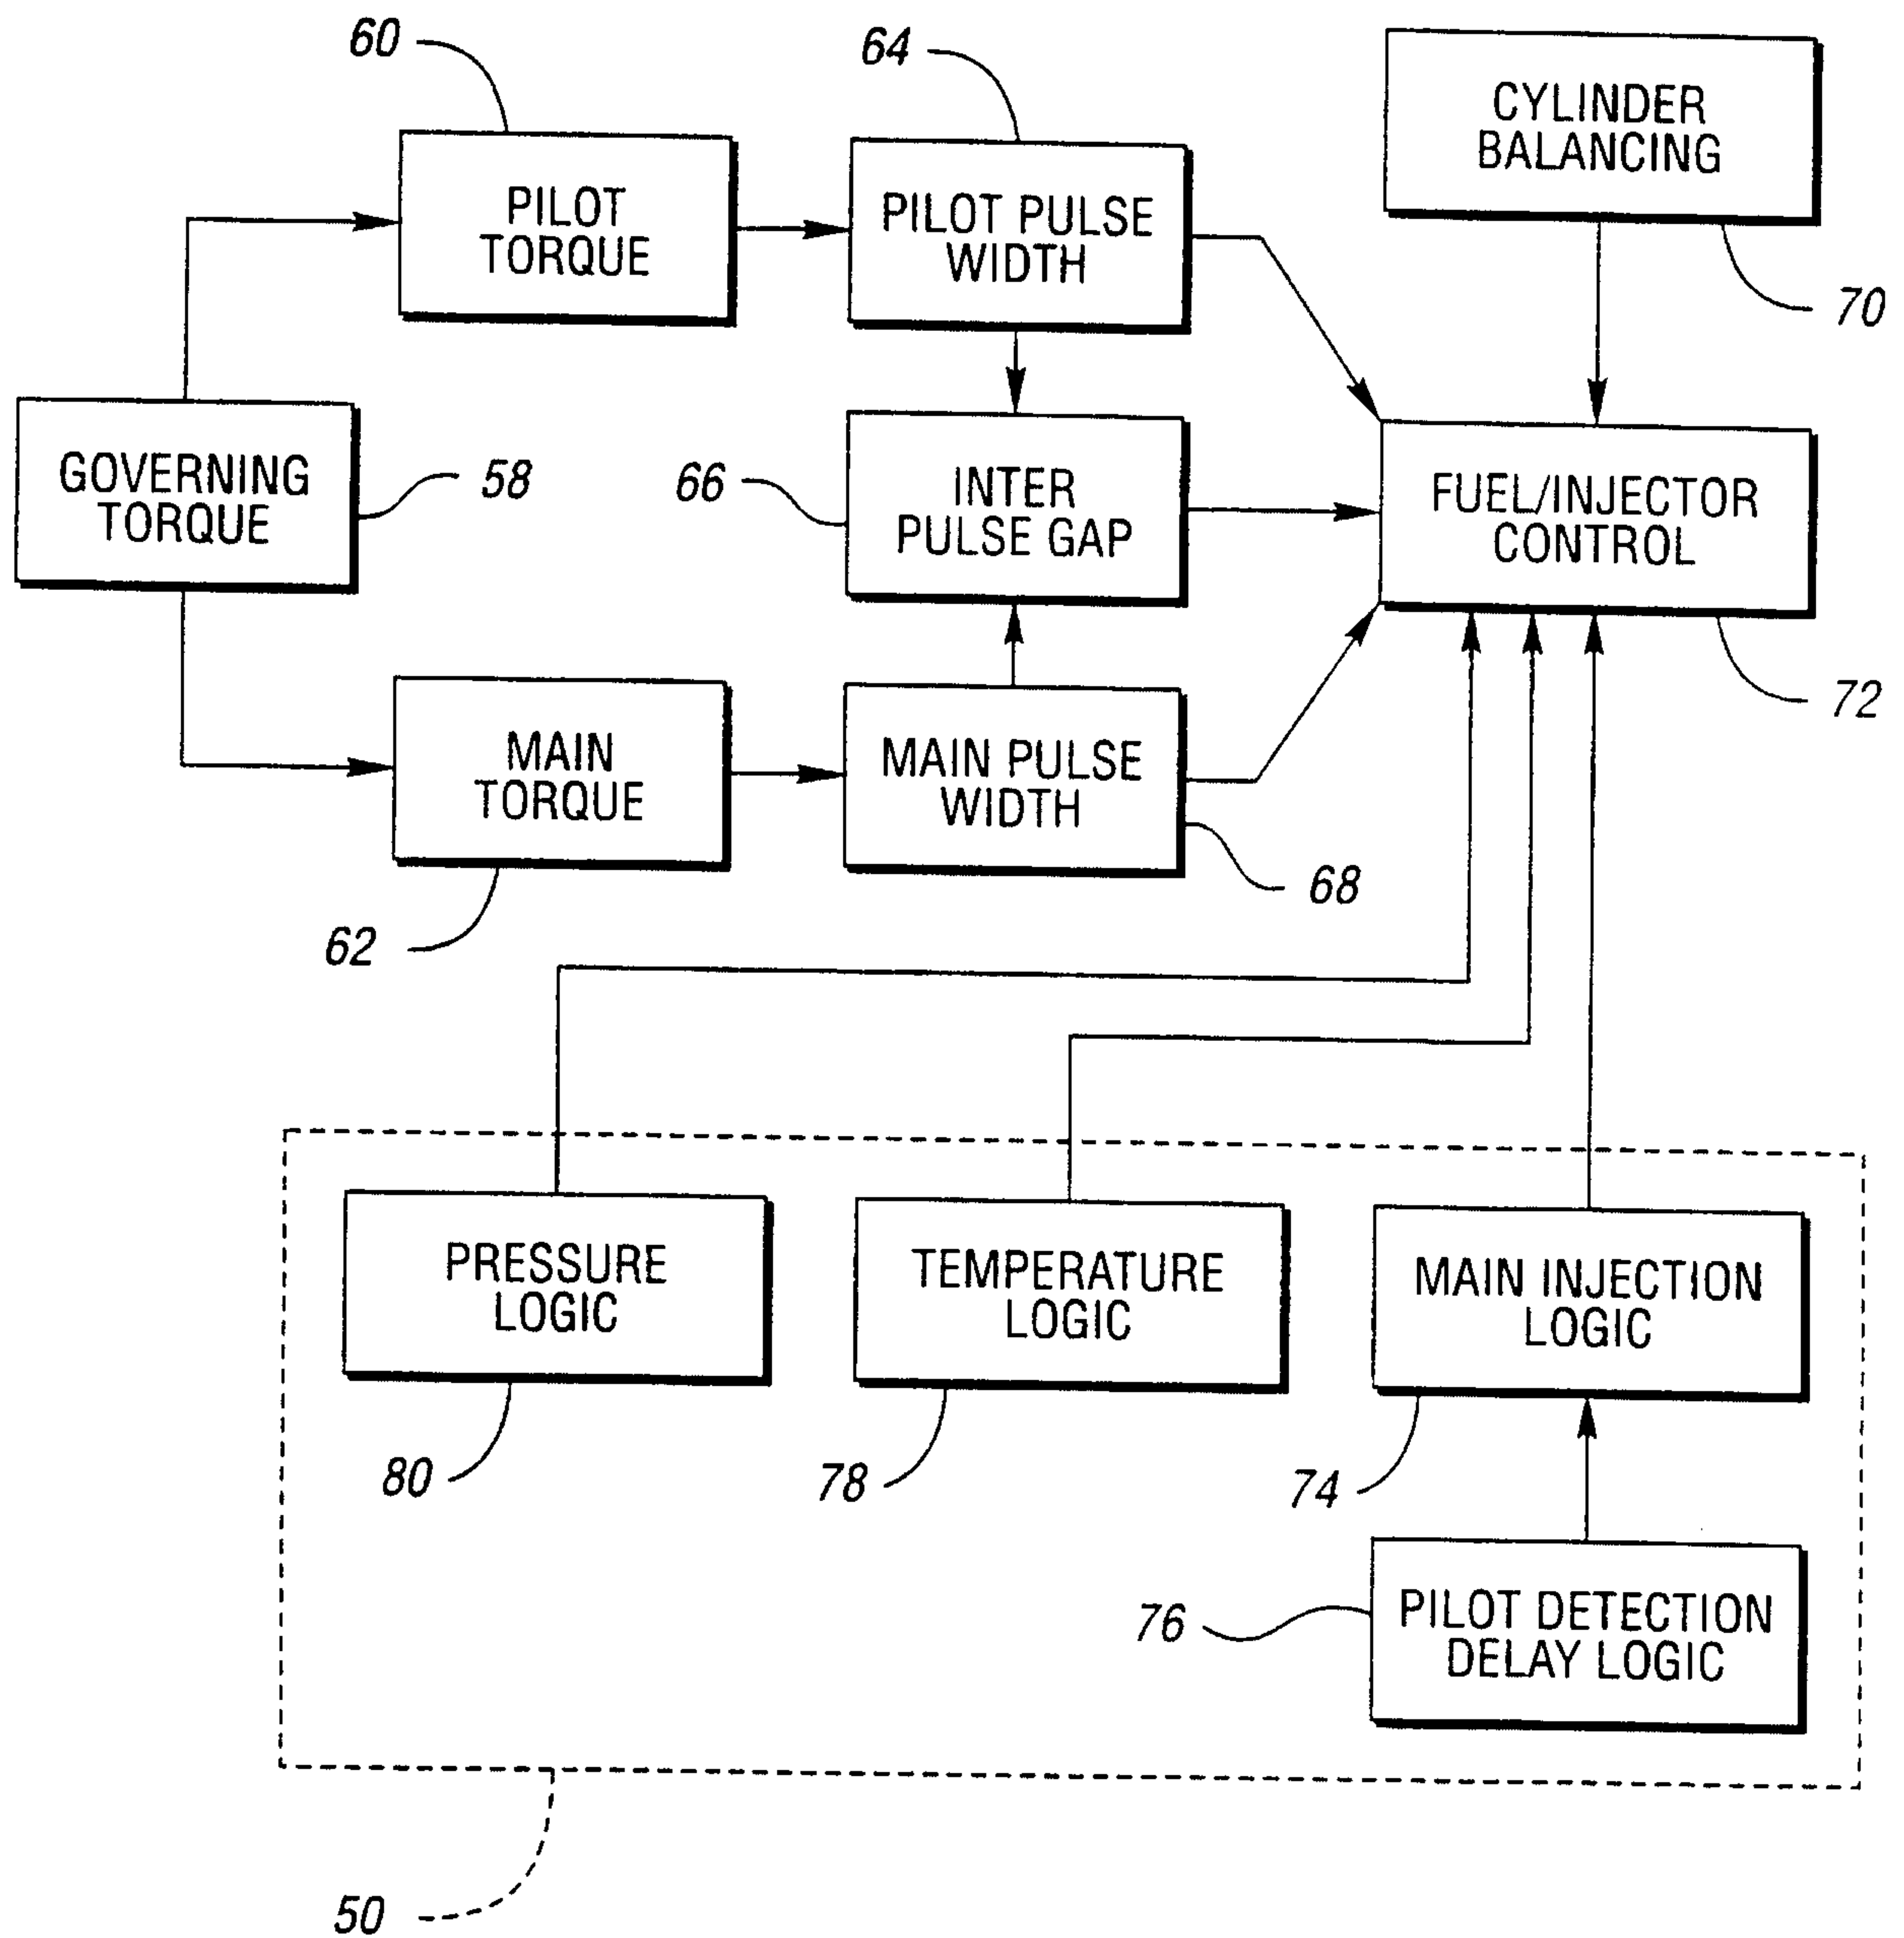 60
64
CYLINDER
BALANCING
PILOT
TORQUE
PILOT PULSE
WIDTH
70
GOVERNING
TORQUE
58
66
INTER
PULSE GAP
FUEL/INJECTOR
CONTROL
72
MAIN
TORQUE
MAIN PULSE
WIDTH
68
62
PRESSURE
LOGIC
TEMPERATURE
LOGIC
MAIN INJECTION
LOGIC
80
78
74
76
PILOT DETECTION
DELAY LOGIC
50